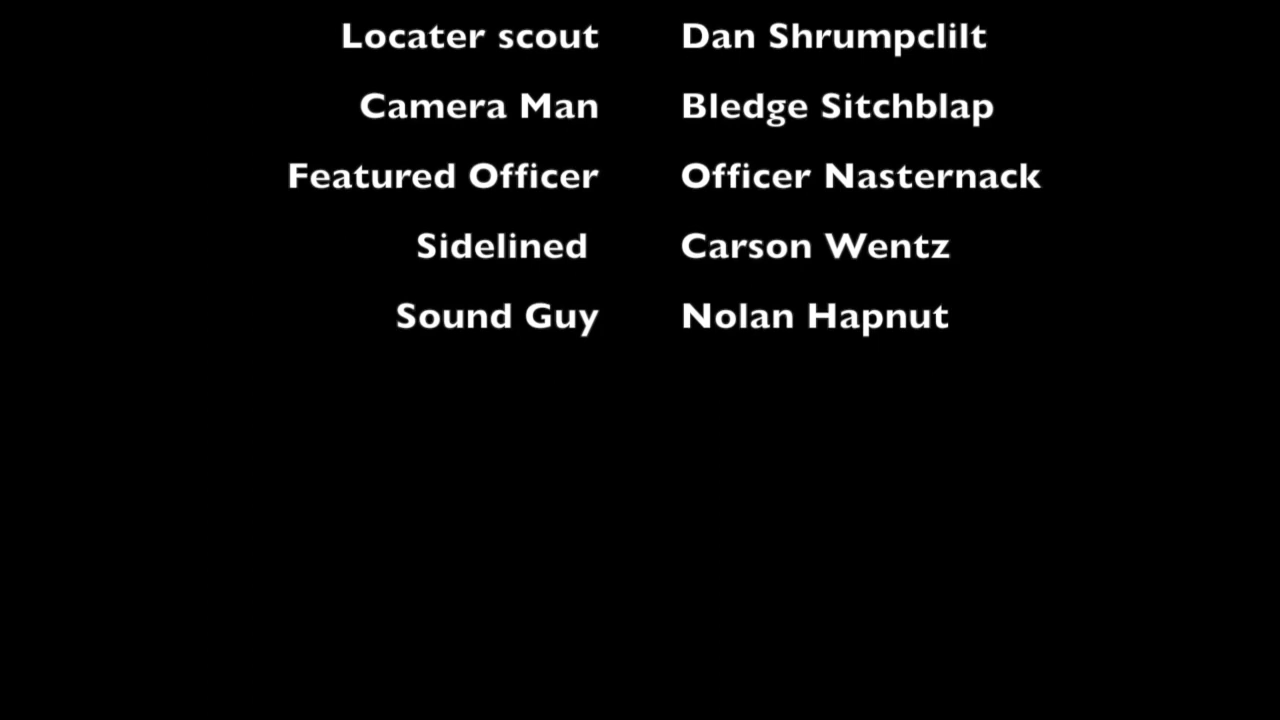 Locater scout Dan Shrumpclilt
Camera Man Bledge Sitchblap
Featured Officer Officer Nasternack
Sidelined Carson Wentz
Sound Guy Nolan Hapnut